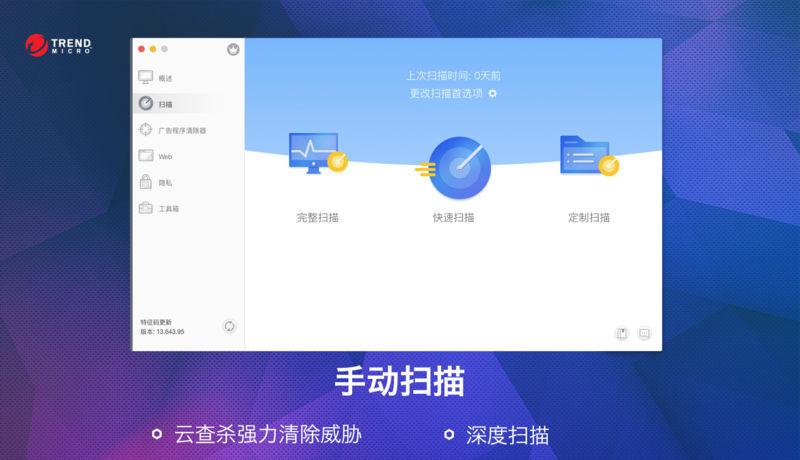 TREND
MICRO
概述
扫描
广告程序清除器
Web
隐私
工具箱
特征码更新
版本: 13,643.95
上次扫描时间: 0天前
更改扫描首选项
完整扫描
快速扫描
定制扫描
手动扫描
云查杀强力清除威胁
深度扫描